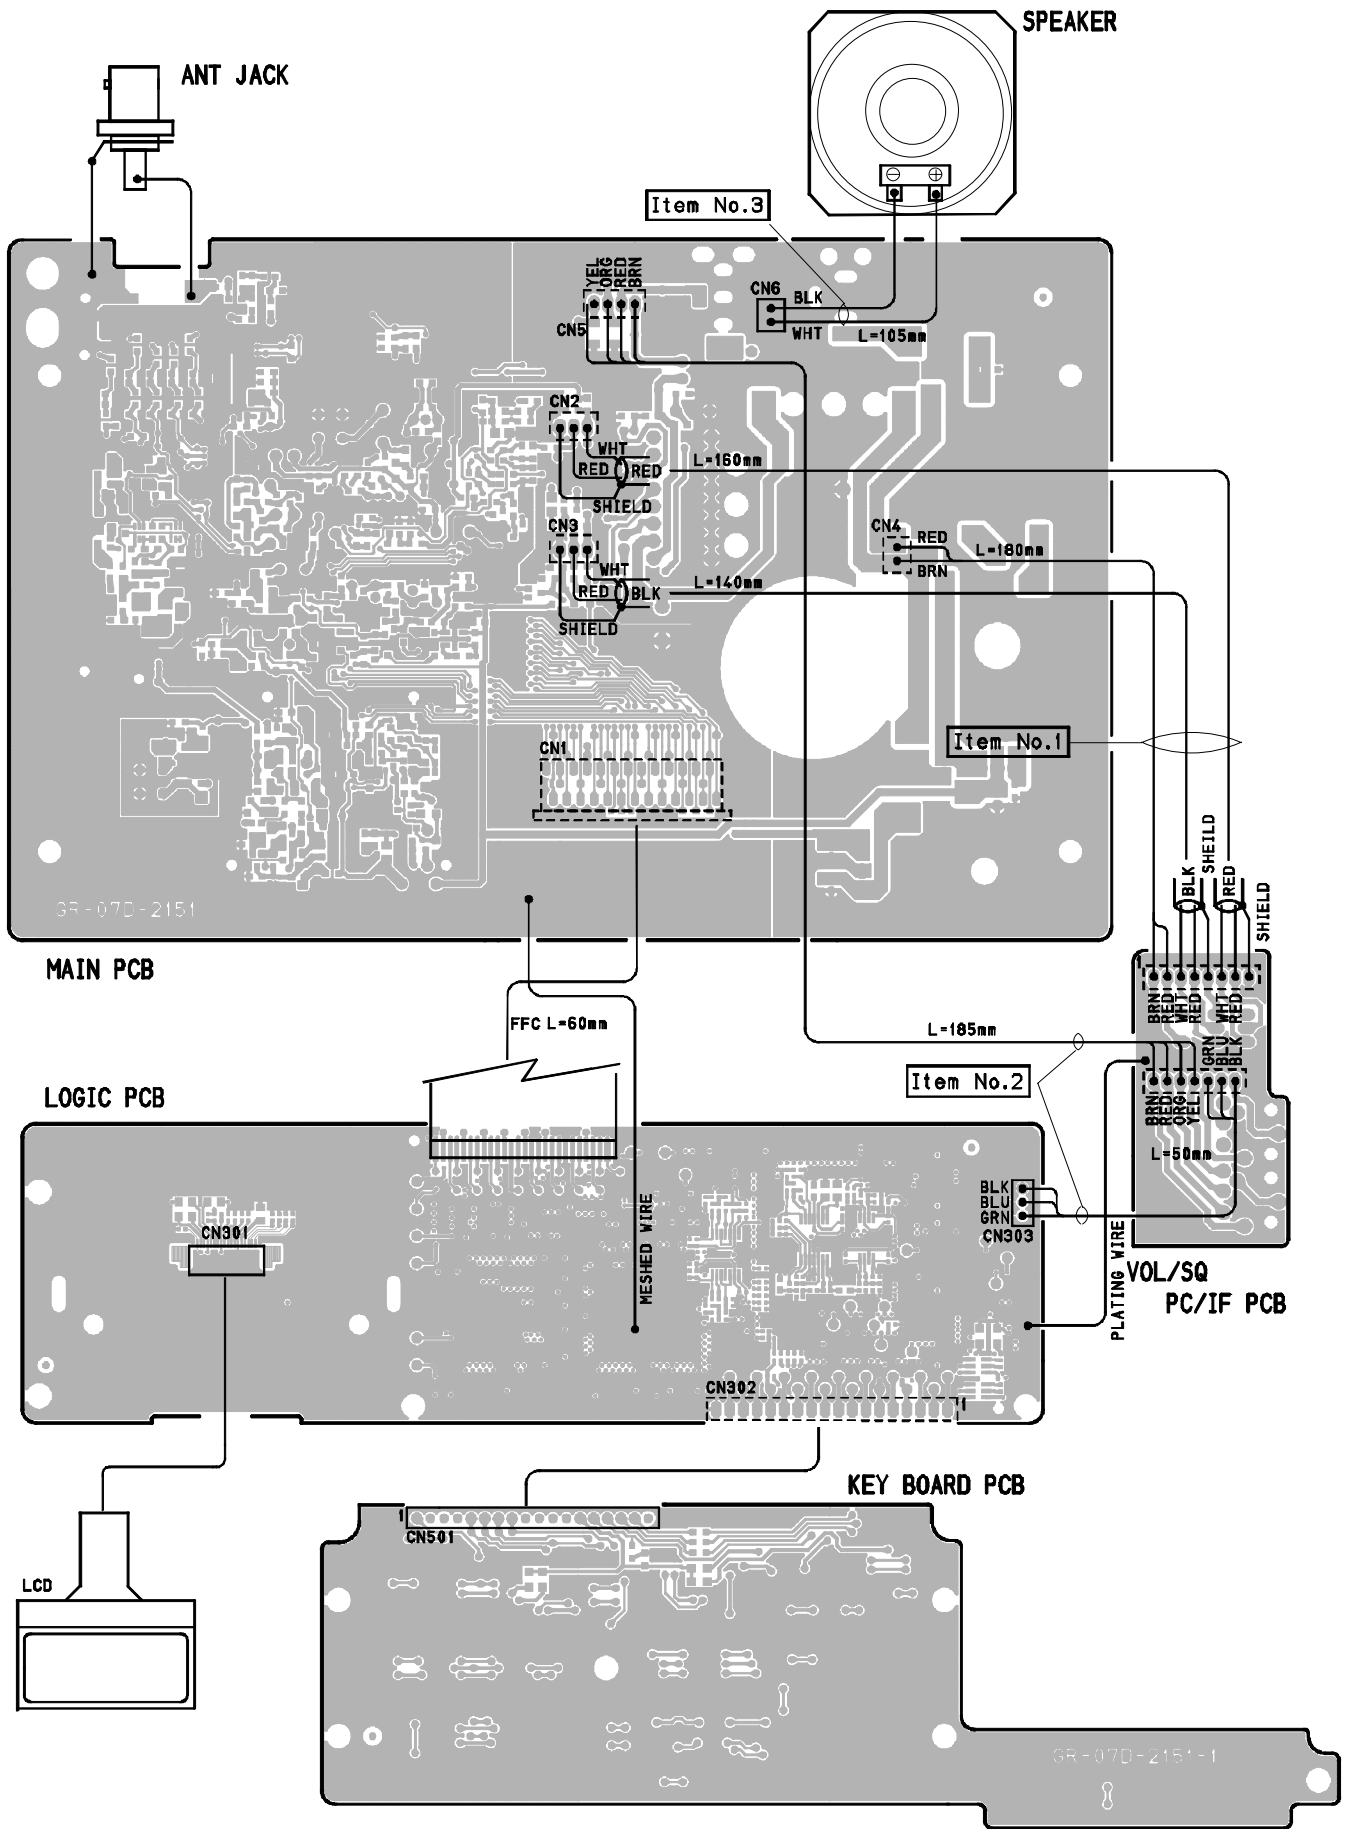 SPEAKER
ANT JACK
Item No.3
YEL
ORG
RED
BRN
CN6
BLK
CN5
WHT
L=105mm
CN2
WHT
RED
RED
L=160mm
SHIELD
CN3
CN4
RED
L=180mm
BRN
WHT
RED
BLK
L=140mm
SHIELD
Item No.1
CN1
BLK
SHEILD
RED
SHIELD
GR-07D-2151
MAIN PCB
1
BRN
RED
WHT
RED
WHT
RED
FFC L=60mm
L=185mm
GRN
BLU
BLK
Item No.2
LOGIC PCB
BRN
RED
ORG
YEL
L=50mm
BLK
BLU
GRN
CN303
CN301
MESHED WIRE
PLATING WIRE
VOL/SQ
PC/IF PCB
CN302
1
KEY BOARD PCB
1
CN501
LCD
GR-07D-2151-1